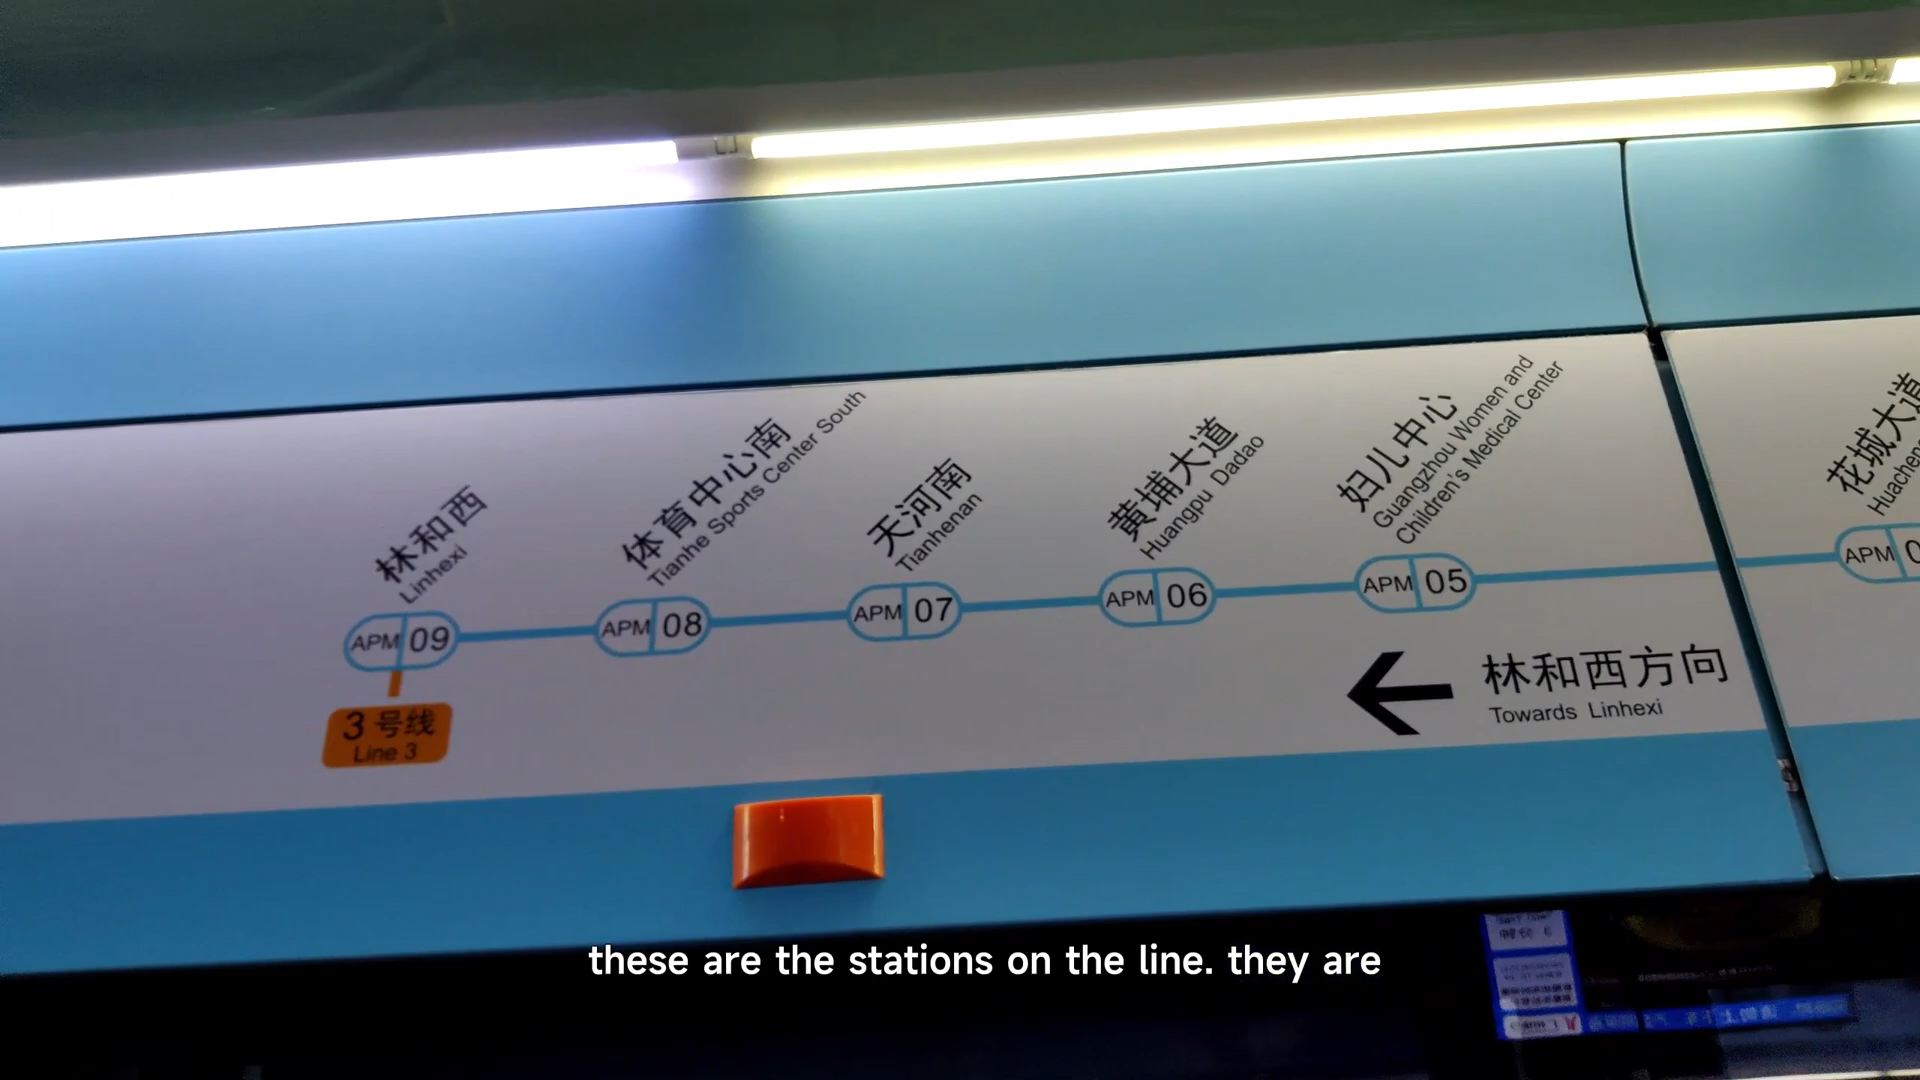 林和西
Linhexi
体育中心南
Tianhe Sports Center South
天河南
Tianhenan
黄埔大道
Huangpu Dadao
妇儿中心
Guangzhou Women and
Children's Medical Center
花城大道
APM 09
APM 08
APM 07
APM 06
APM 05
APM
3号线
Line 3
林和西方向
Towards Linhexi
these are the stations on the line. they are